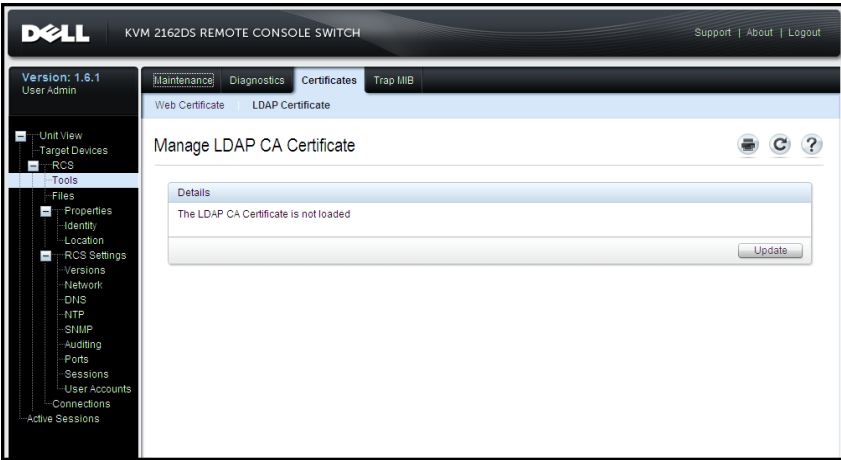 DELL KVM 2162DS REMOTE CONSOLE SWITCH Support | About | Logout
Version: 1.6.1
User Admin
Maintenance Diagnostics Certificates Trap MIB
Web Certificate | LDAP Certificate
Unit View
Target Devices
RCS
Tools
Files
Properties
Identity
Location
RCS Settings
Versions
Network
DNS
NTP
SNMP
Auditing
Ports
Sessions
User Accounts
Connections
Active Sessions
Manage LDAP CA Certificate
?
Details
The LDAP CA Certificate is not loaded
Update